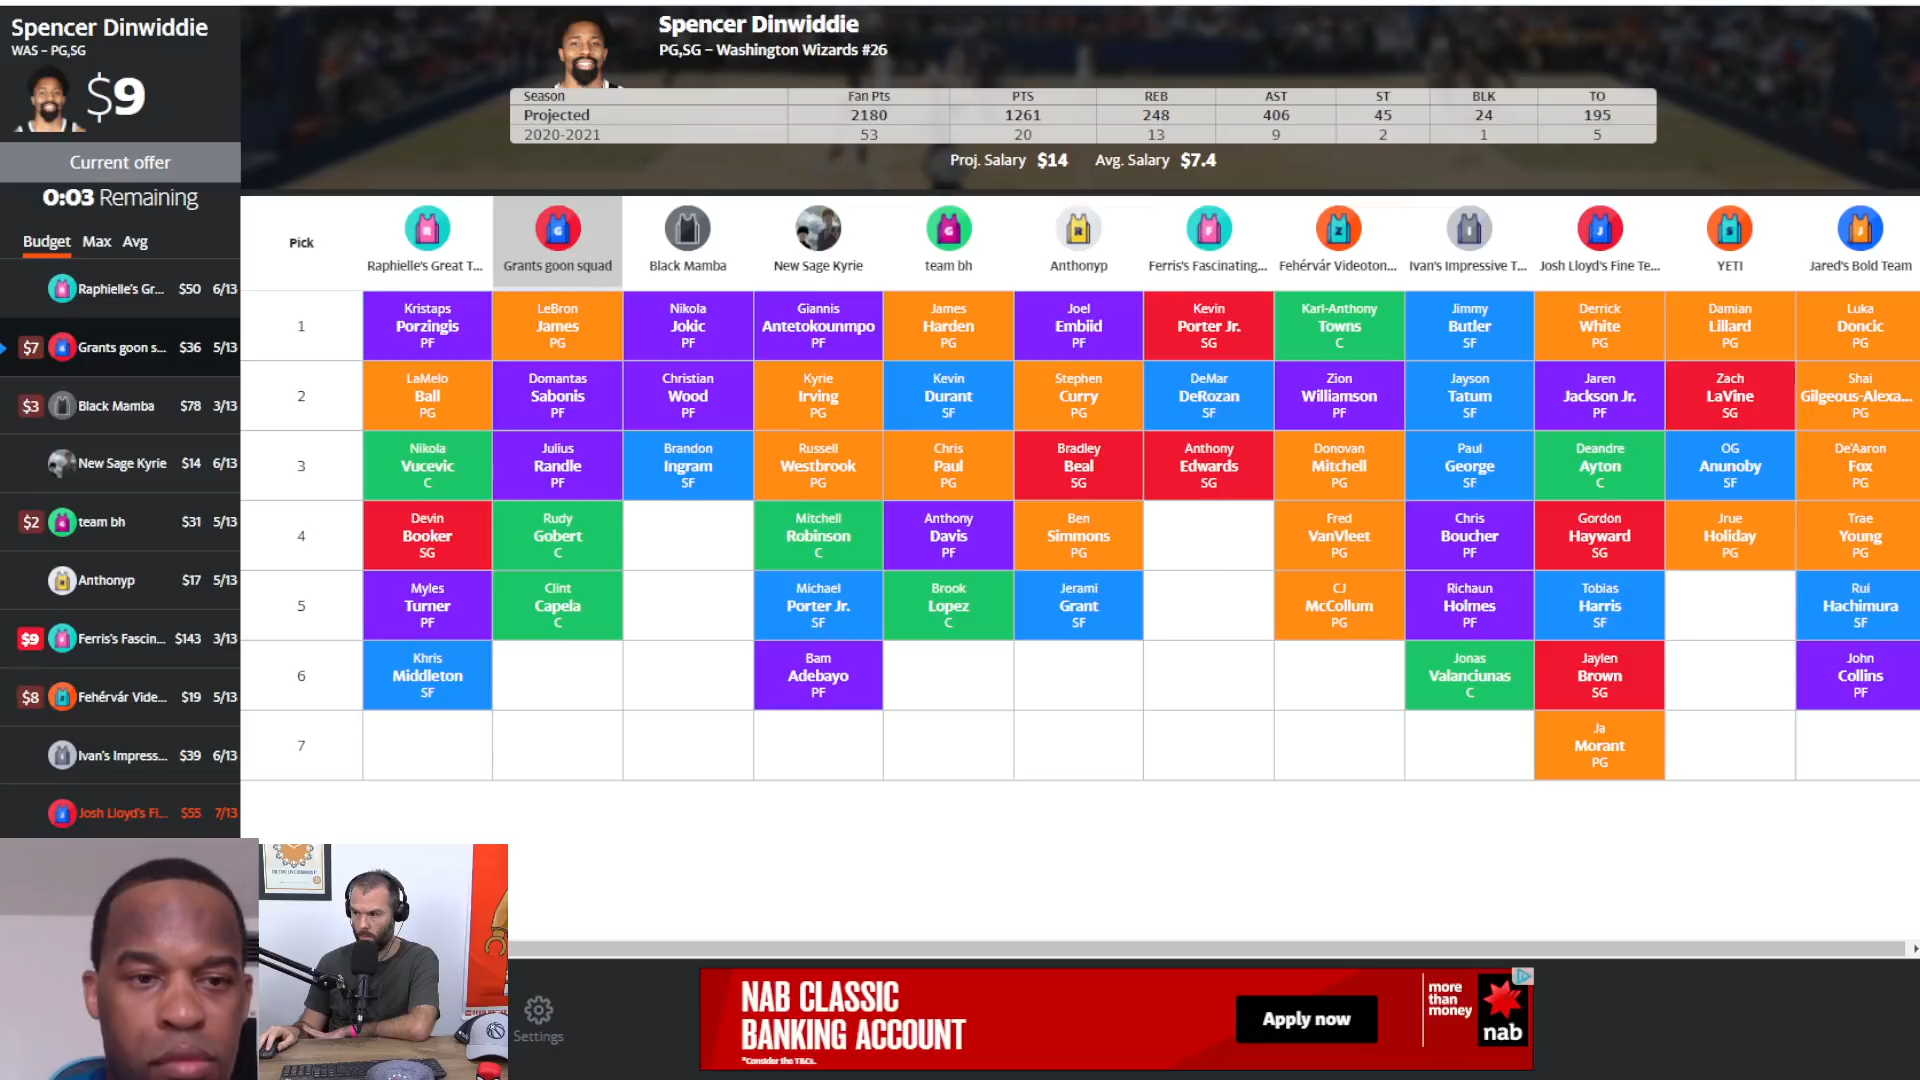 Spencer Dinwiddie
WAS – PG,SG
$9
Current offer
0:03 Remaining
Budget Max Avg
Raphielle's Gr... $50 6/13
$7 Grants goon s... $36 5/13
$3 Black Mamba $78 3/13
New Sage Kyrie $14 6/13
$2 team bh $31 5/13
Anthonyp $17 5/13
$9 Ferris's Fascin... $143 3/13
$8 Fehérvár Vide... $19 5/13
Ivan's Impress... $39 6/13
Josh Lloyd's Fi... $55 7/13
Spencer Dinwiddie
PG,SG – Washington Wizards #26
Season Fan Pts PTS REB AST ST BLK TO
Projected 2180 1261 248 406 45 24 195
2020-2021 53 20 13 9 2 1 5
Proj. Salary $14 Avg. Salary $7.4
R G G R F Z I J S J
Pick Raphielle's Great T... Grants goon squad Black Mamba New Sage Kyrie team bh Anthonyp Ferris's Fascinating... Fehérvár Videoton... Ivan's Impressive T... Josh Lloyd's Fine Te... YETI Jared's Bold Team
Kristaps LeBron Nikola Giannis James Joel Kevin Karl-Anthony Jimmy Derrick Damian Luka
1 Porzingis James Jokic Antetokounmpo Harden Embiid Porter Jr. Towns Butler White Lillard Doncic
PF PG PF PF PG PF SG C SF PG PG PG
LaMelo Domantas Christian Kyrie Kevin Stephen DeMar Zion Jayson Jaren Zach Shai
2 Ball Sabonis Wood Irving Durant Curry DeRozan Williamson Tatum Jackson Jr. LaVine Gilgeous-Alexa...
PG PF PF PG SF PG SF PF SF PF SG PG
Nikola Julius Brandon Russell Chris Bradley Anthony Donovan Paul Deandre OG De'Aaron
3 Vucevic Randle Ingram Westbrook Paul Beal Edwards Mitchell George Ayton Anunoby Fox
C PF SF PG PG SG SG PG SF C SF PG
Devin Rudy Mitchell Anthony Ben Fred Chris Gordon Jrue Trae
4 Booker Gobert Robinson Davis Simmons VanVleet Boucher Hayward Holiday Young
SG C C PF PG PG PF SG PG PG
Myles Clint Michael Brook Jerami CJ Richaun Tobias Rui
5 Turner Capela Porter Jr. Lopez Grant McCollum Holmes Harris Hachimura
PF C SF C SF PG PF SF SF
Khris Bam Jonas Jaylen John
6 Middleton Adebayo Valanciunas Brown Collins
SF PF C SG PF
Ja
7 Morant
PG
Settings
NAB CLASSIC
BANKING ACCOUNT
*Consider the T&Cs.
Apply now
more
than
money
nab